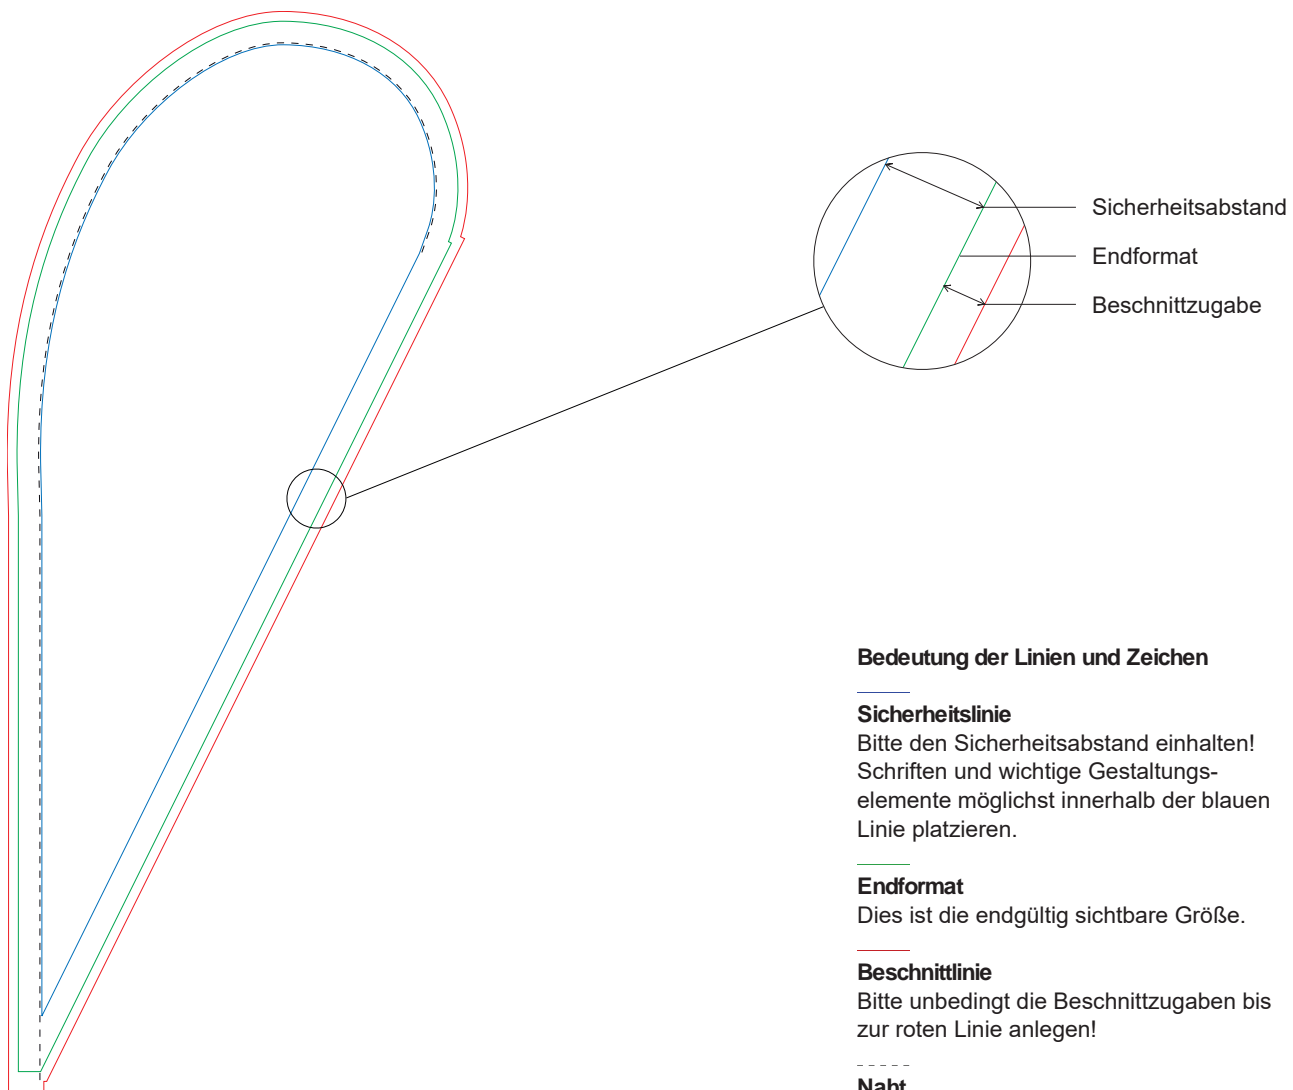 Sicherheitsabstand
Endformat
Beschnittzugabe
Bedeutung der Linien und Zeichen
Sicherheitslinie
Bitte den Sicherheitsabstand einhalten!
Schriften und wichtige Gestaltungs-
elemente möglichst innerhalb der blauen
Linie platzieren.
Endformat
Dies ist die endgültig sichtbare Größe.
Beschnittlinie
Bitte unbedingt die Beschnittzugaben bis
zur roten Linie anlegen!
Naht